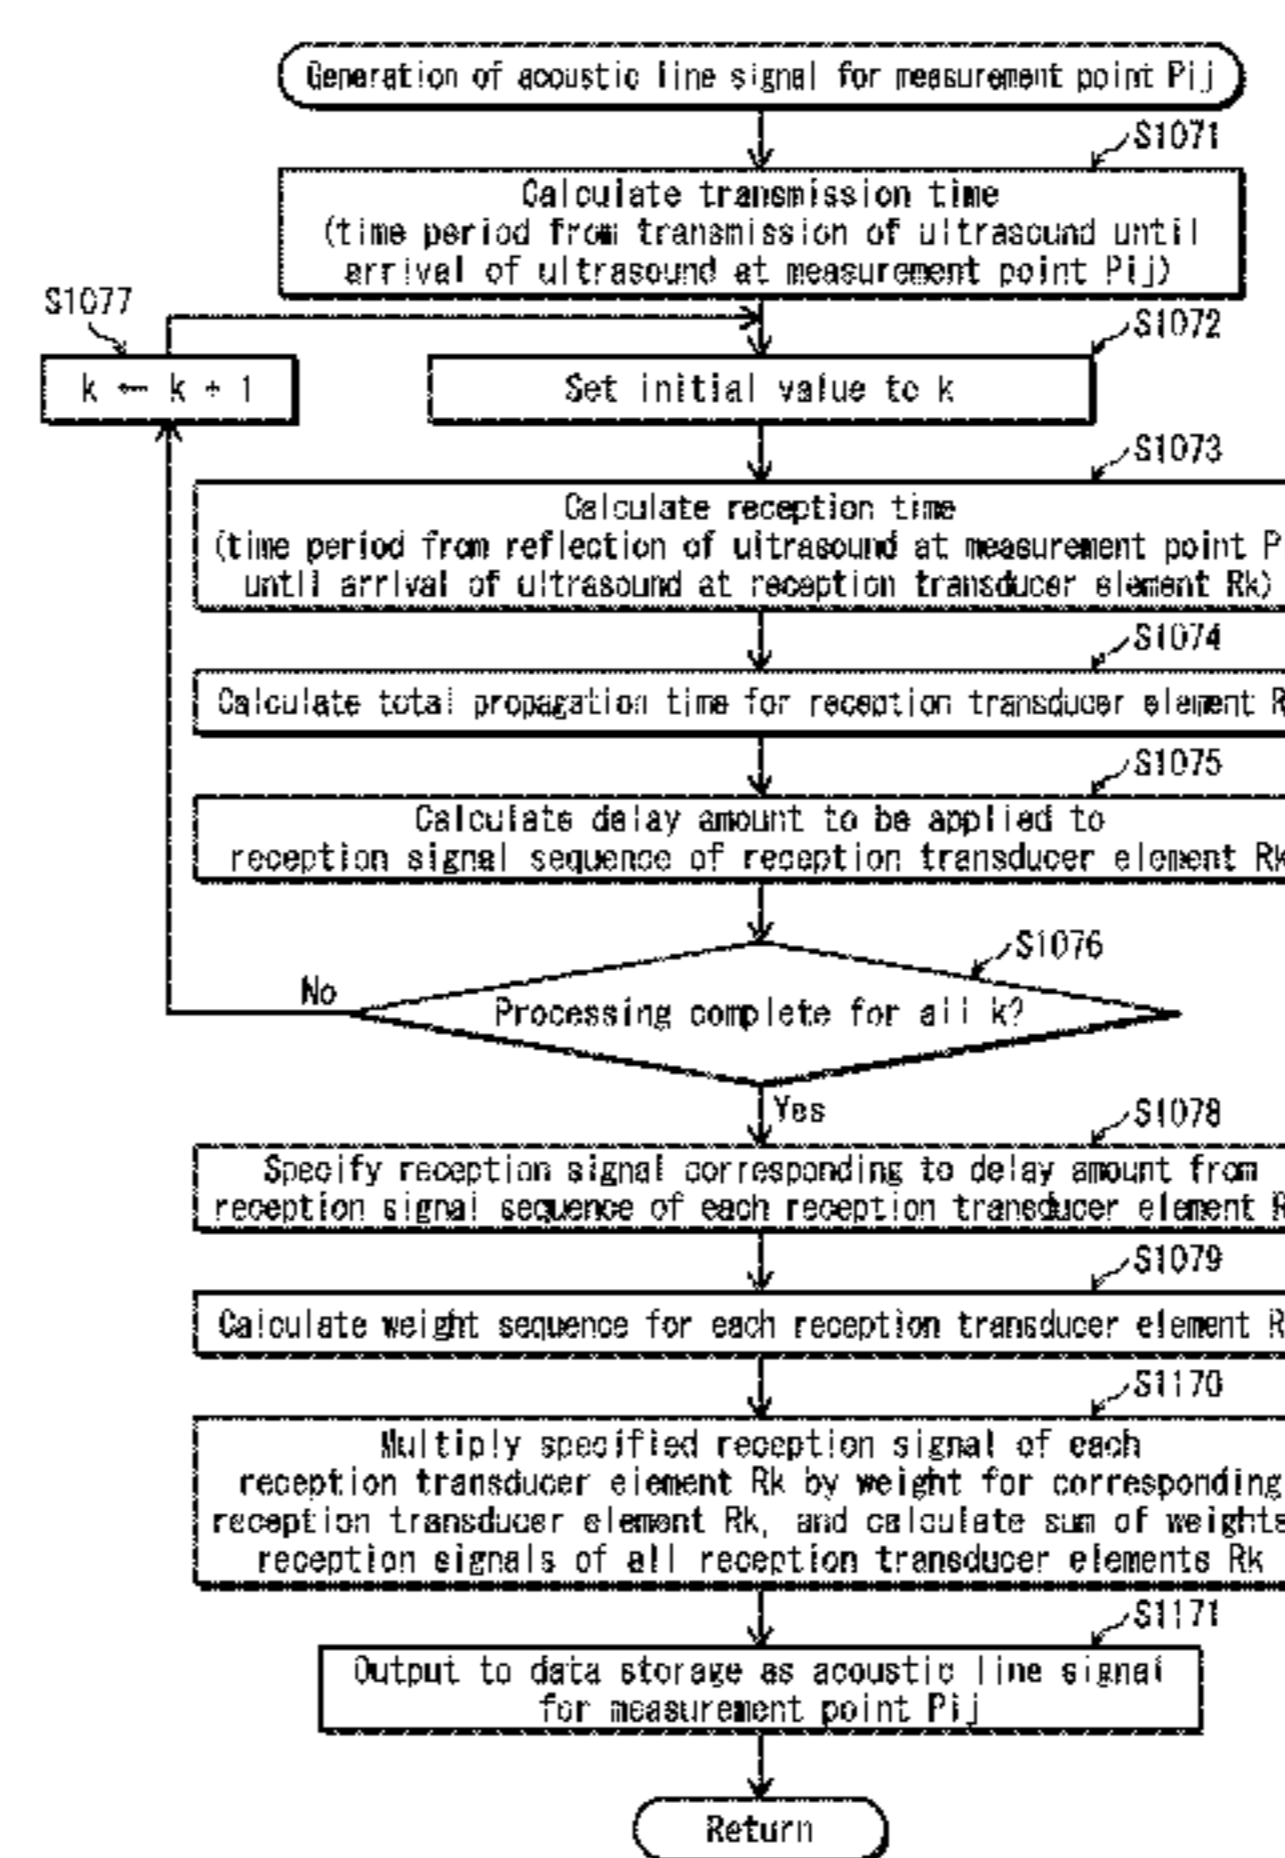 Generation of acoustic line signal for measurement point Pij
S1071
Calculate transmission time
(time period from transmission of ultrasound until
arrival of ultrasound at measurement point Pij)
S1077
k ← k + 1
S1072
Set initial value to k
S1073
Calculate reception time
(time period from reflection of ultrasound at measurement point P
until arrival of ultrasound at reception transducer element Rk)
S1074
Calculate total propagation time for reception transducer element R
S1075
Calculate delay amount to be applied to
reception signal sequence of reception transducer element Rk
S1076
No
Processing complete for all k?
Yes
S1078
Specify reception signal corresponding to delay amount from
reception signal sequence of each reception transducer element R
S1079
Calculate weight sequence for each reception transducer element R
S1170
Multiply specified reception signal of each
reception transducer element Rk by weight for corresponding
reception transducer element Rk, and calculate sum of weights
reception signals of all reception transducer elements Rk
S1171
Output to data storage as acoustic line signal
for measurement point Pij
Return